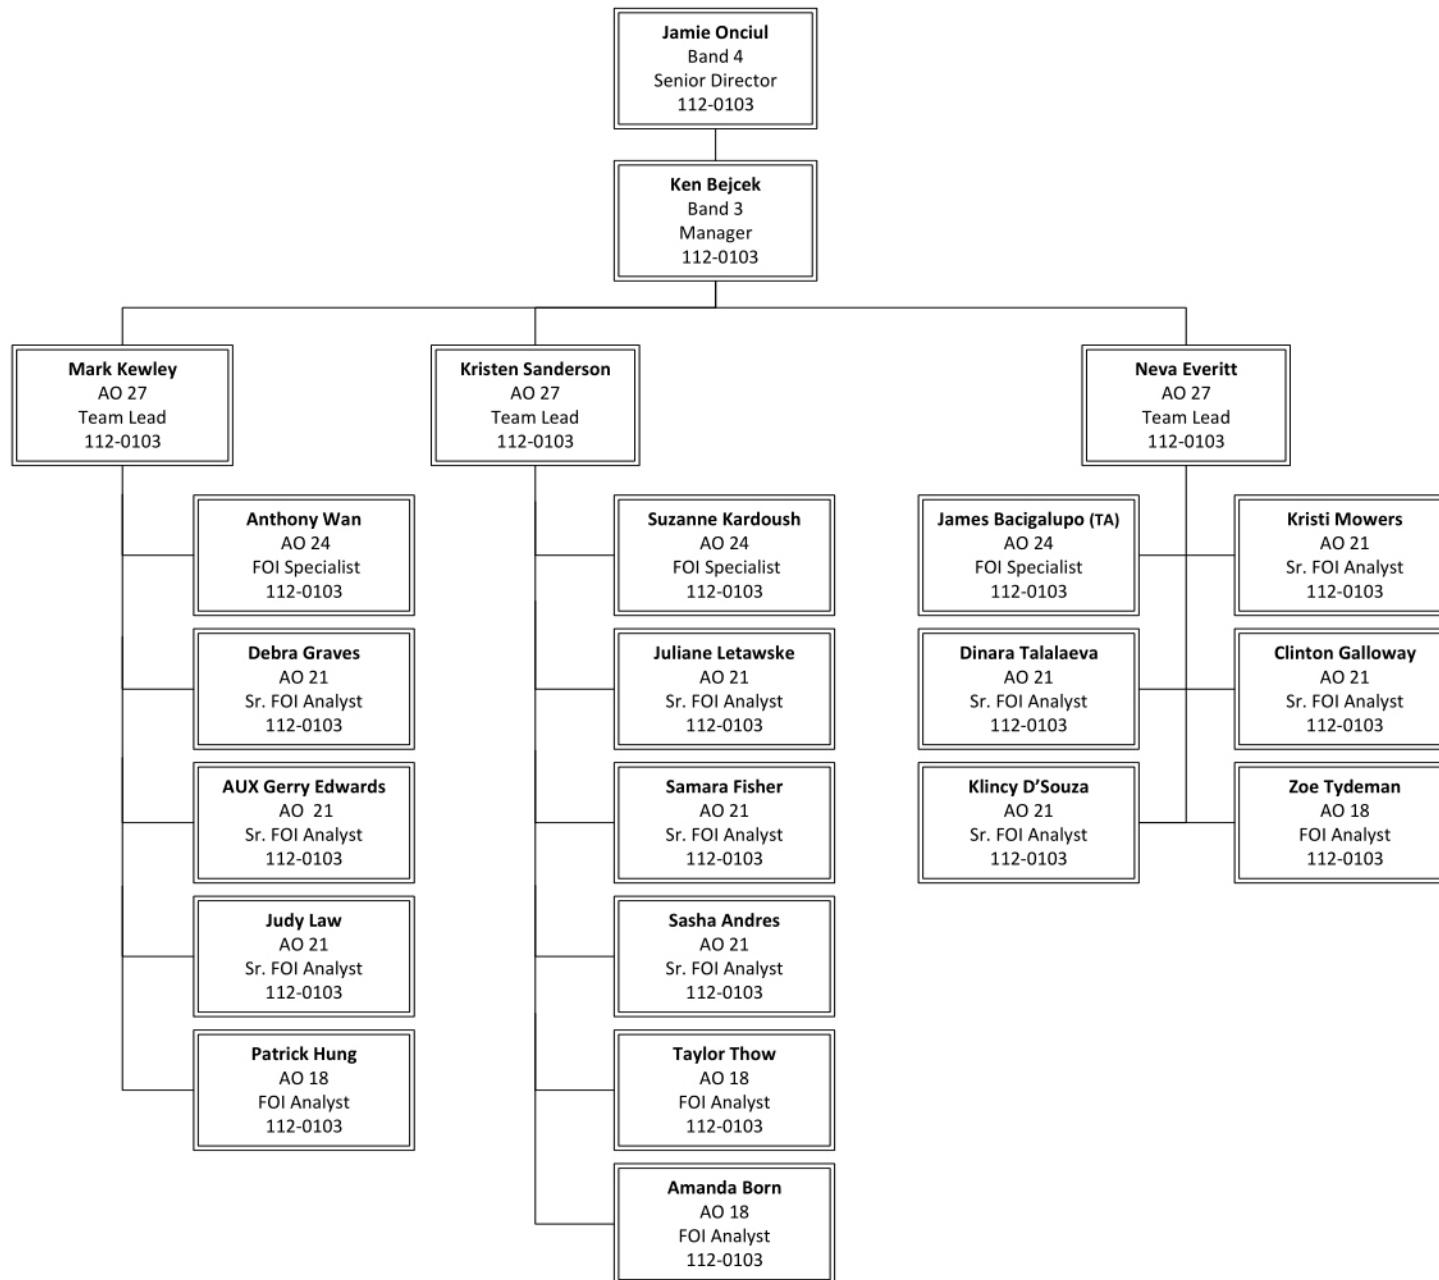 Jamie Onciul
Band 4
Senior Director
112-0103
Ken Bejcek
Band 3
Manager
112-0103
Mark Kewley
AO 27
Team Lead
112-0103
Kristen Sanderson
AO 27
Team Lead
112-0103
Neva Everitt
AO 27
Team Lead
112-0103
Anthony Wan
AO 24
FOI Specialist
112-0103
Debra Graves
AO 21
Sr. FOI Analyst
112-0103
AUX Gerry Edwards
AO 21
Sr. FOI Analyst
112-0103
Judy Law
AO 21
Sr. FOI Analyst
112-0103
Patrick Hung
AO 18
FOI Analyst
112-0103
Suzanne Kardoush
AO 24
FOI Specialist
112-0103
Juliane Letawske
AO 21
Sr. FOI Analyst
112-0103
Samara Fisher
AO 21
Sr. FOI Analyst
112-0103
Sasha Andres
AO 21
Sr. FOI Analyst
112-0103
Taylor Thow
AO 18
FOI Analyst
112-0103
Amanda Born
AO 18
FOI Analyst
112-0103
James Bacigalupo (TA)
AO 24
FOI Specialist
112-0103
Dinara Talalaeva
AO 21
Sr. FOI Analyst
112-0103
Klincy D’Souza
AO 21
Sr. FOI Analyst
112-0103
Kristi Mowers
AO 21
Sr. FOI Analyst
112-0103
Clinton Galloway
AO 21
Sr. FOI Analyst
112-0103
Zoe Tydeman
AO 18
FOI Analyst
112-0103